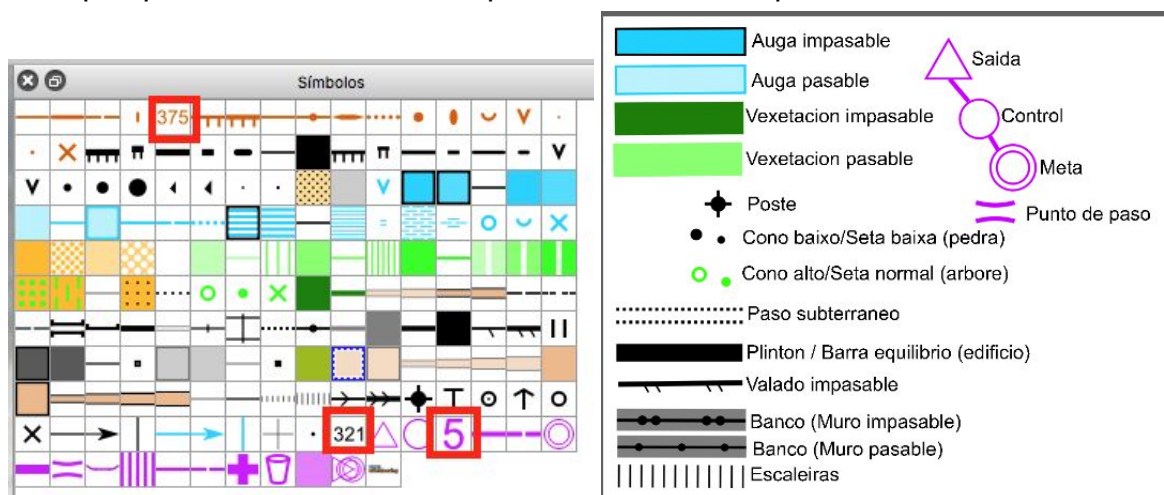 Símbolos
375
321
5
Auga impasable
Auga pasable
Vexetacion impasable
Vexetacion pasable
Poste
Cono baixo/Seta baixa (pedra)
Cono alto/Seta normal (arbore)
Paso subterraneo
Plinton / Barra equilibrio (edificio)
Valado impasable
Banco (Muro impasable)
Banco (Muro pasable)
Escaleiras
Saida
Control
Meta
Punto de paso